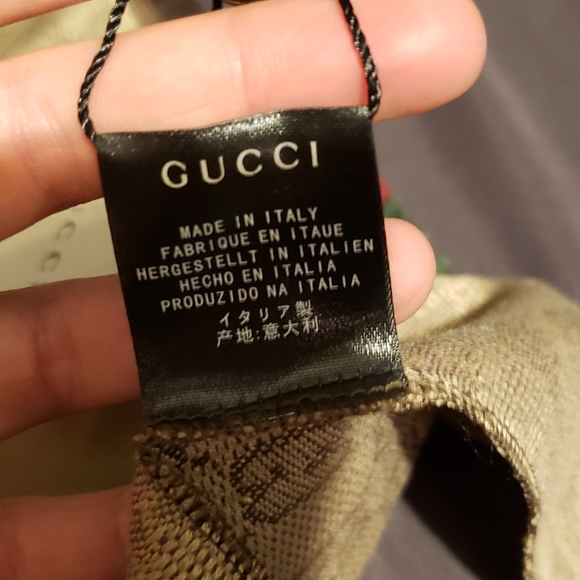 GUCCI
MADE IN ITALY
FABRIQUE EN ITAUE
HERGESTELLT IN ITALIEN
HECHO EN ITALIA
PRODUZIDO NA ITALIA
イタリア製
产地:意大利